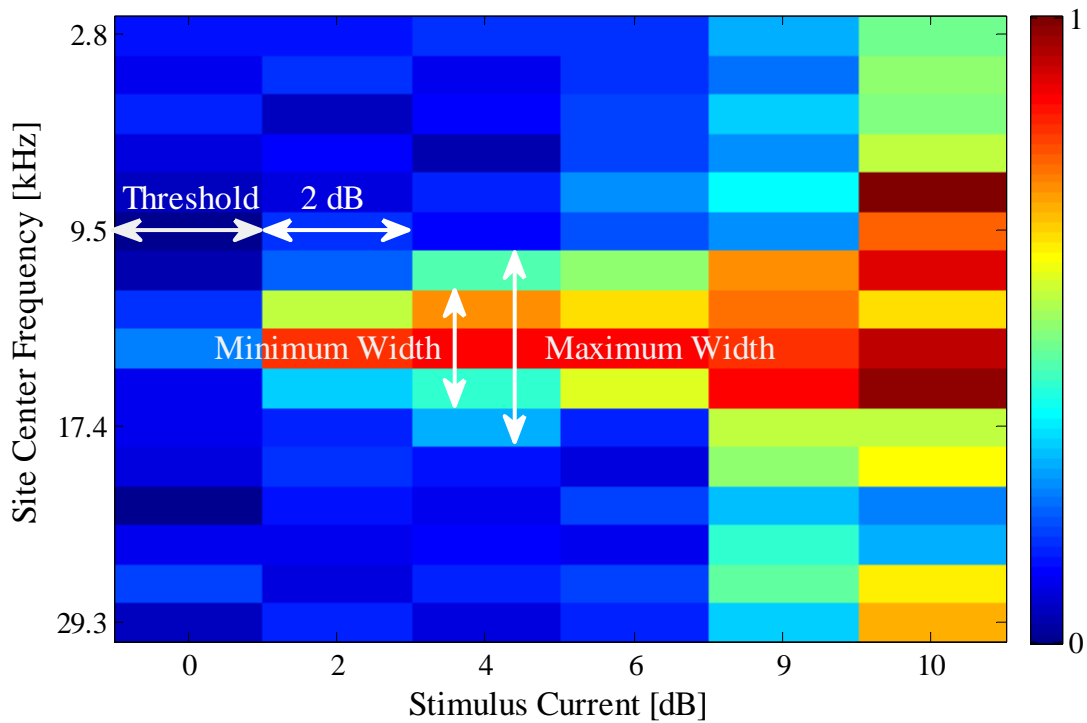 2.8
1
Threshold
2 dB
9.5
Minimum Width
Maximum Width
17.4
29.3
0
0
2
4
6
9
10
Site Center Frequency [kHz]
Stimulus Current [dB]